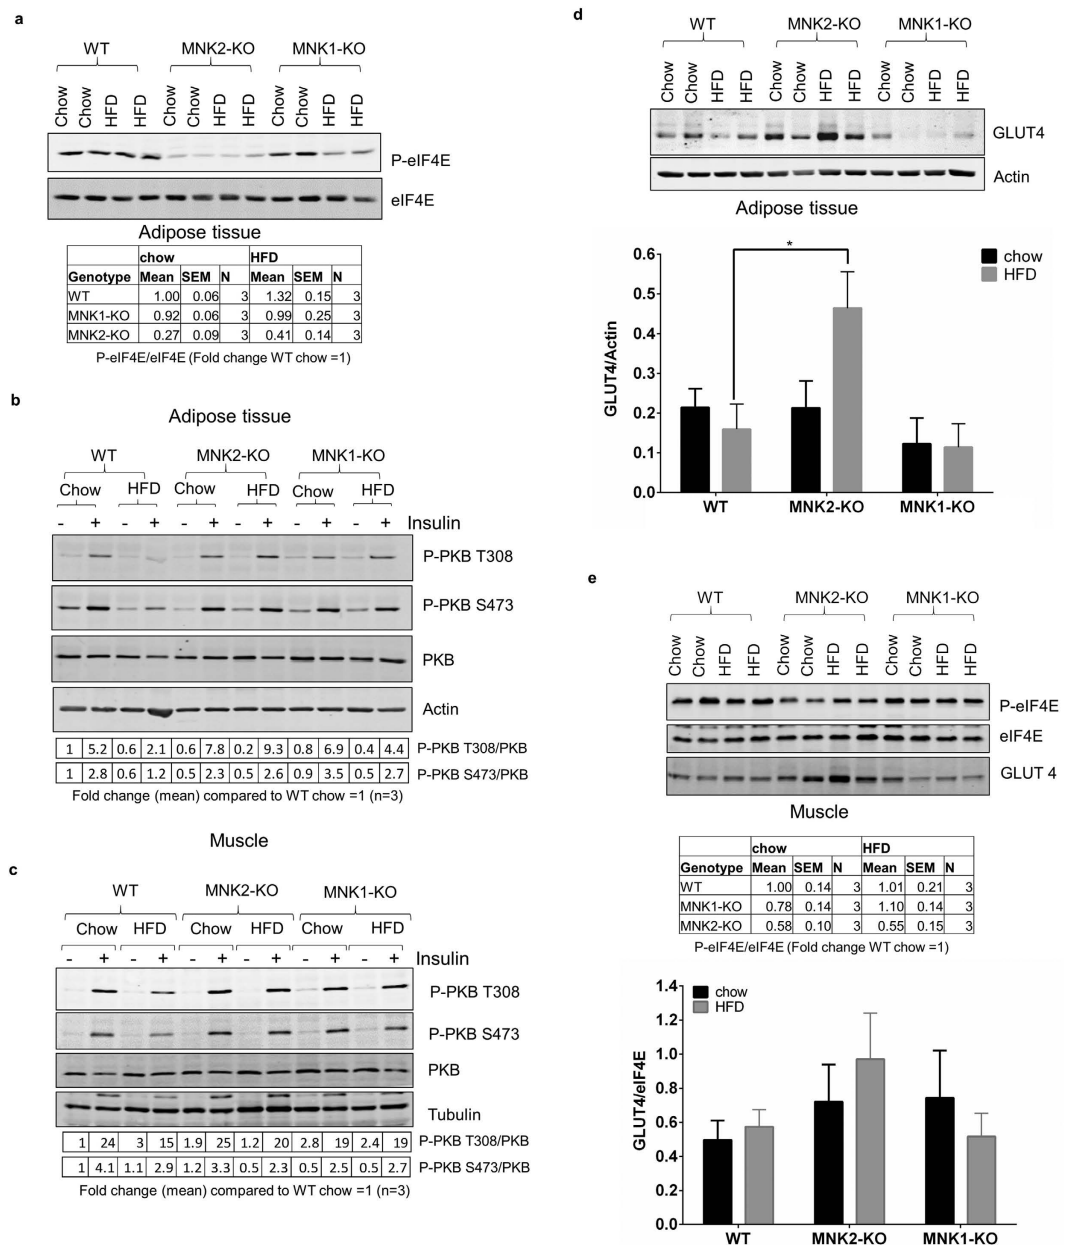 a
WT MNK2-KO MNK1-KO
Chow Chow HFD HFD Chow Chow HFD HFD Chow Chow HFD HFD
P-eIF4E
eIF4E
Adipose tissue
chow HFD
Genotype Mean SEM N Mean SEM N
WT 1.00 0.06 3 1.32 0.15 3
MNK1-KO 0.92 0.06 3 0.99 0.25 3
MNK2-KO 0.27 0.09 3 0.41 0.14 3
P-eIF4E/eIF4E (Fold change WT chow =1)
b
Adipose tissue
WT MNK2-KO MNK1-KO
Chow HFD Chow HFD Chow HFD
- + - + - + - + - + - + Insulin
P-PKB T308
P-PKB S473
PKB
Actin
1 5.2 0.6 2.1 0.6 7.8 0.2 9.3 0.8 6.9 0.4 4.4 P-PKB T308/PKB
1 2.8 0.6 1.2 0.5 2.3 0.5 2.6 0.9 3.5 0.5 2.7 P-PKB S473/PKB
Fold change (mean) compared to WT chow =1 (n=3)
Muscle
c
WT MNK2-KO MNK1-KO
Chow HFD Chow HFD Chow HFD
- + - + - + - + - + - + Insulin
P-PKB T308
P-PKB S473
PKB
Tubulin
1 24 3 15 1.9 25 1.2 20 2.8 19 2.4 19 P-PKB T308/PKB
1 4.1 1.1 2.9 1.2 3.3 0.5 2.3 0.5 2.5 0.5 2.7 P-PKB S473/PKB
Fold change (mean) compared to WT chow =1 (n=3)
d
WT MNK2-KO MNK1-KO
Chow Chow HFD HFD Chow Chow HFD HFD Chow Chow HFD HFD
GLUT4
Actin
Adipose tissue
*
chow
HFD
GLUT4/Actin
0.6
0.5
0.4
0.3
0.2
0.1
0.0
WT MNK2-KO MNK1-KO
e
WT MNK2-KO MNK1-KO
Chow Chow HFD HFD Chow Chow HFD HFD Chow Chow HFD HFD
P-eIF4E
eIF4E
GLUT 4
Muscle
chow HFD
Genotype Mean SEM N Mean SEM N
WT 1.00 0.14 3 1.01 0.21 3
MNK1-KO 0.78 0.14 3 1.10 0.14 3
MNK2-KO 0.58 0.10 3 0.55 0.15 3
P-eIF4E/eIF4E (Fold change WT chow =1)
chow
HFD
GLUT4/eIF4E
1.4
1.2
1.0
0.8
0.6
0.4
0.2
0.0
WT MNK2-KO MNK1-KO